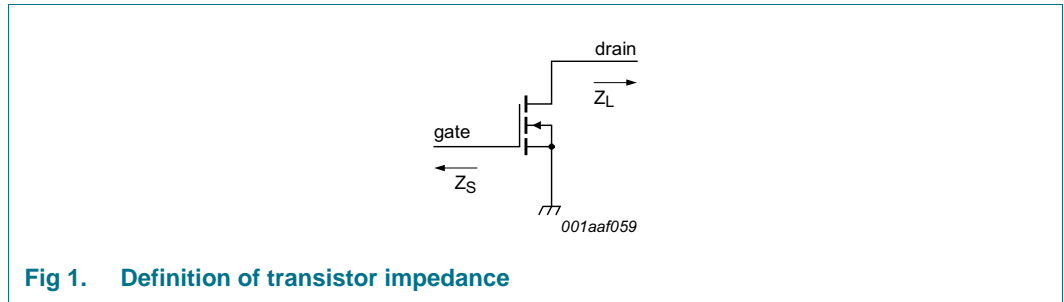 drain
Z_L
gate
Z_S
001aaf059
Fig 1. Definition of transistor impedance